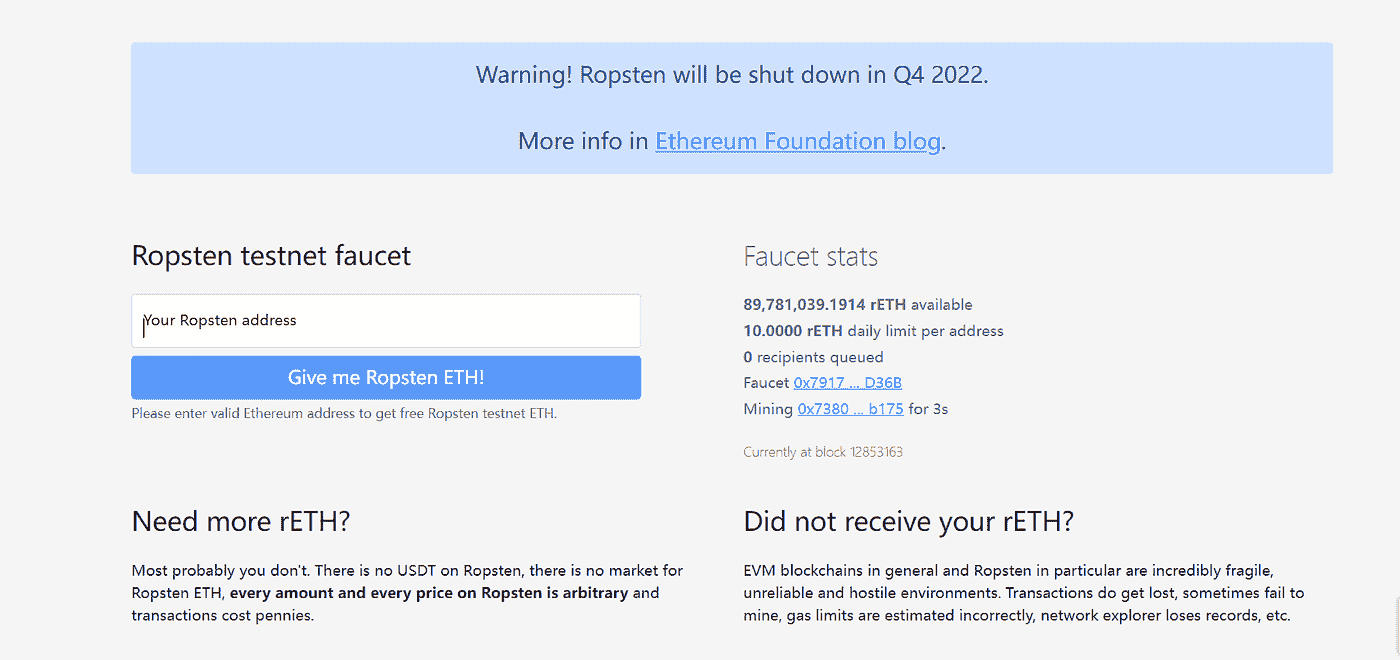 Warning! Ropsten will be shut down in Q4 2022.
More info in Ethereum Foundation blog.
Ropsten testnet faucet
Your Ropsten address
Give me Ropsten ETH!
Please enter valid Ethereum address to get free Ropsten testnet ETH.
Faucet stats
89,781,039.1914 rETH available
10.0000 rETH daily limit per address
0 recipients queued
Faucet 0x7917 ... D36B
Mining 0x7380 ... b175 for 3s
Currently at block 12853163
Need more rETH?
Most probably you don't. There is no USDT on Ropsten, there is no market for
Ropsten ETH, every amount and every price on Ropsten is arbitrary and
transactions cost pennies.
Did not receive your rETH?
EVM blockchains in general and Ropsten in particular are incredibly fragile,
unreliable and hostile environments. Transactions do get lost, sometimes fail to
mine, gas limits are estimated incorrectly, network explorer loses records, etc.